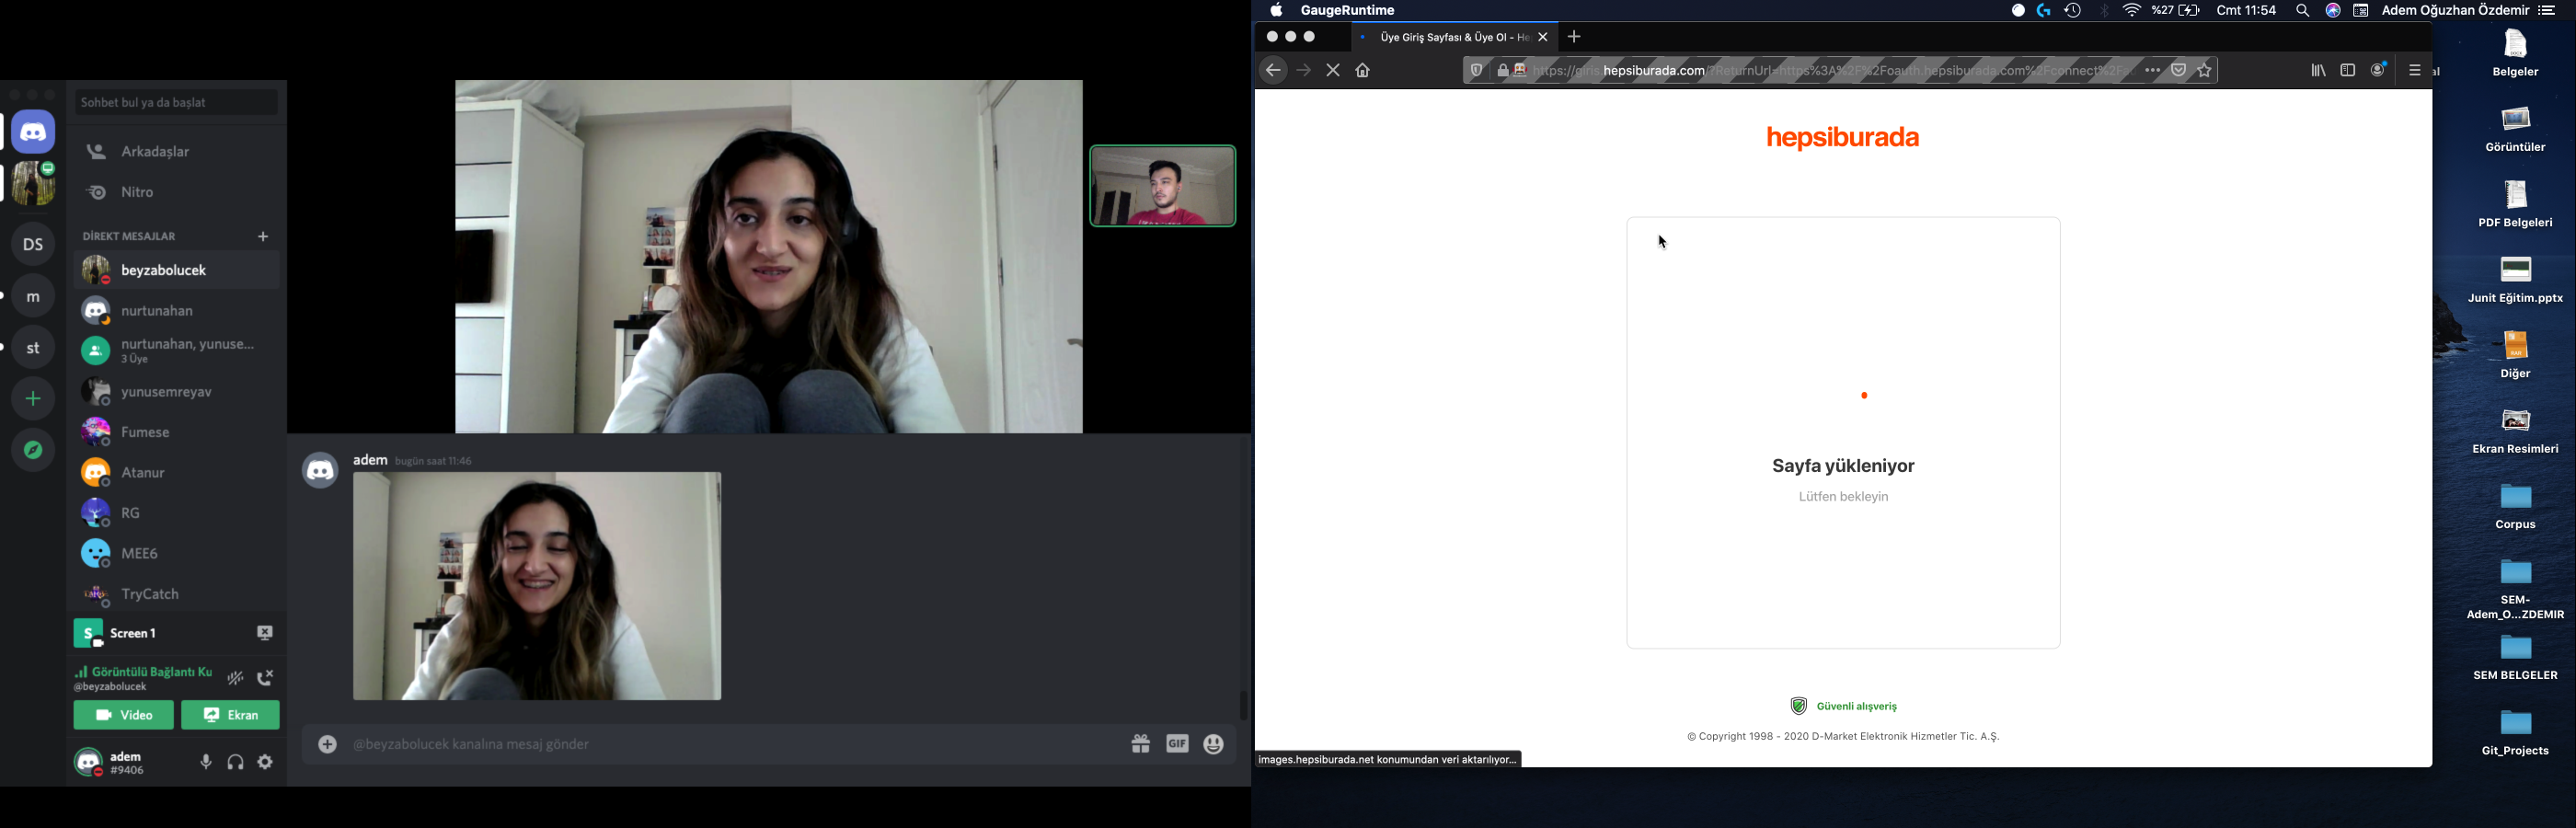 Sohbet bul ya da başlat
Arkadaşlar
Nitro
DİREKT MESAJLAR
beyzabolucek
nurtunahan
nurtunahan, yunuse...
3 Üye
yunusemreyav
Fumese
Atanur
RG
MEE6
TryCatch
DS
m
st
S
Screen 1
Görüntülü Bağlantı Ku
@beyzabolucek
Video
Ekran
adem
#9406
adem bugün saat 11:46
@beyzabolucek kanalına mesaj gönder
GIF
GaugeRuntime
%27
Cmt 11:54
Adem Oğuzhan Özdemir
Üye Giriş Sayfası & Üye Ol - He
https://giris.hepsiburada.com/?ReturnUrl=https%3A%2F%2Foauth.hepsiburada.com%2Fconnect%2F
hepsiburada
Sayfa yükleniyor
Lütfen bekleyin
Güvenli alışveriş
© Copyright 1998 - 2020 D-Market Elektronik Hizmetler Tic. A.Ş.
images.hepsiburada.net konumundan veri aktarılıyor...
al
Belgeler
Görüntüler
PDF Belgeleri
Junit Eğitim.pptx
Diğer
Ekran Resimleri
Corpus
SEM-
Adem_O...ZDEMIR
SEM BELGELER
Git_Projects